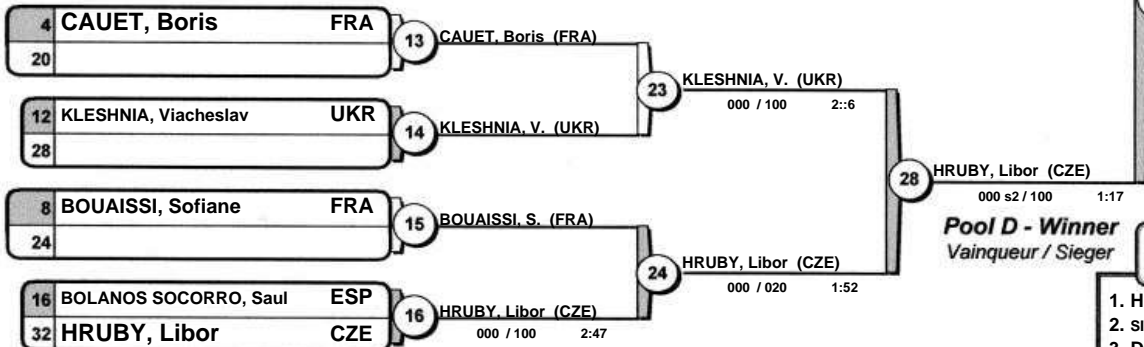 4 CAUET, Boris FRA
20
13 CAUET, Boris (FRA)
12 KLESHNIA, Viacheslav UKR
28
14 KLESHNIA, V. (UKR)
23 KLESHNIA, V. (UKR)
000 / 100 2::6
8 BOUAISSI, Sofiane FRA
24
15 BOUAISSI, S. (FRA)
16 BOLANOS SOCORRO, Saul ESP
32 HRUBY, Libor CZE
16 HRUBY, Libor (CZE)
000 / 100 2:47
24 HRUBY, Libor (CZE)
000 / 020 1:52
28 HRUBY, Libor (CZE)
000 s2 / 100 1:17
Pool D - Winner
Vainqueur / Sieger
1. H
2. SI